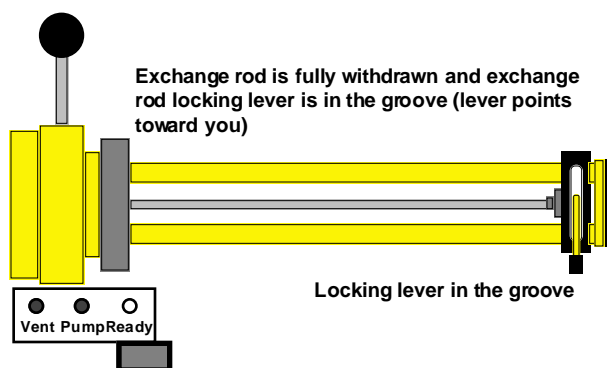 Exchange rod is fully withdrawn and exchange
rod locking lever is in the groove (lever points
toward you)
Locking lever in the groove
Vent Pump Ready